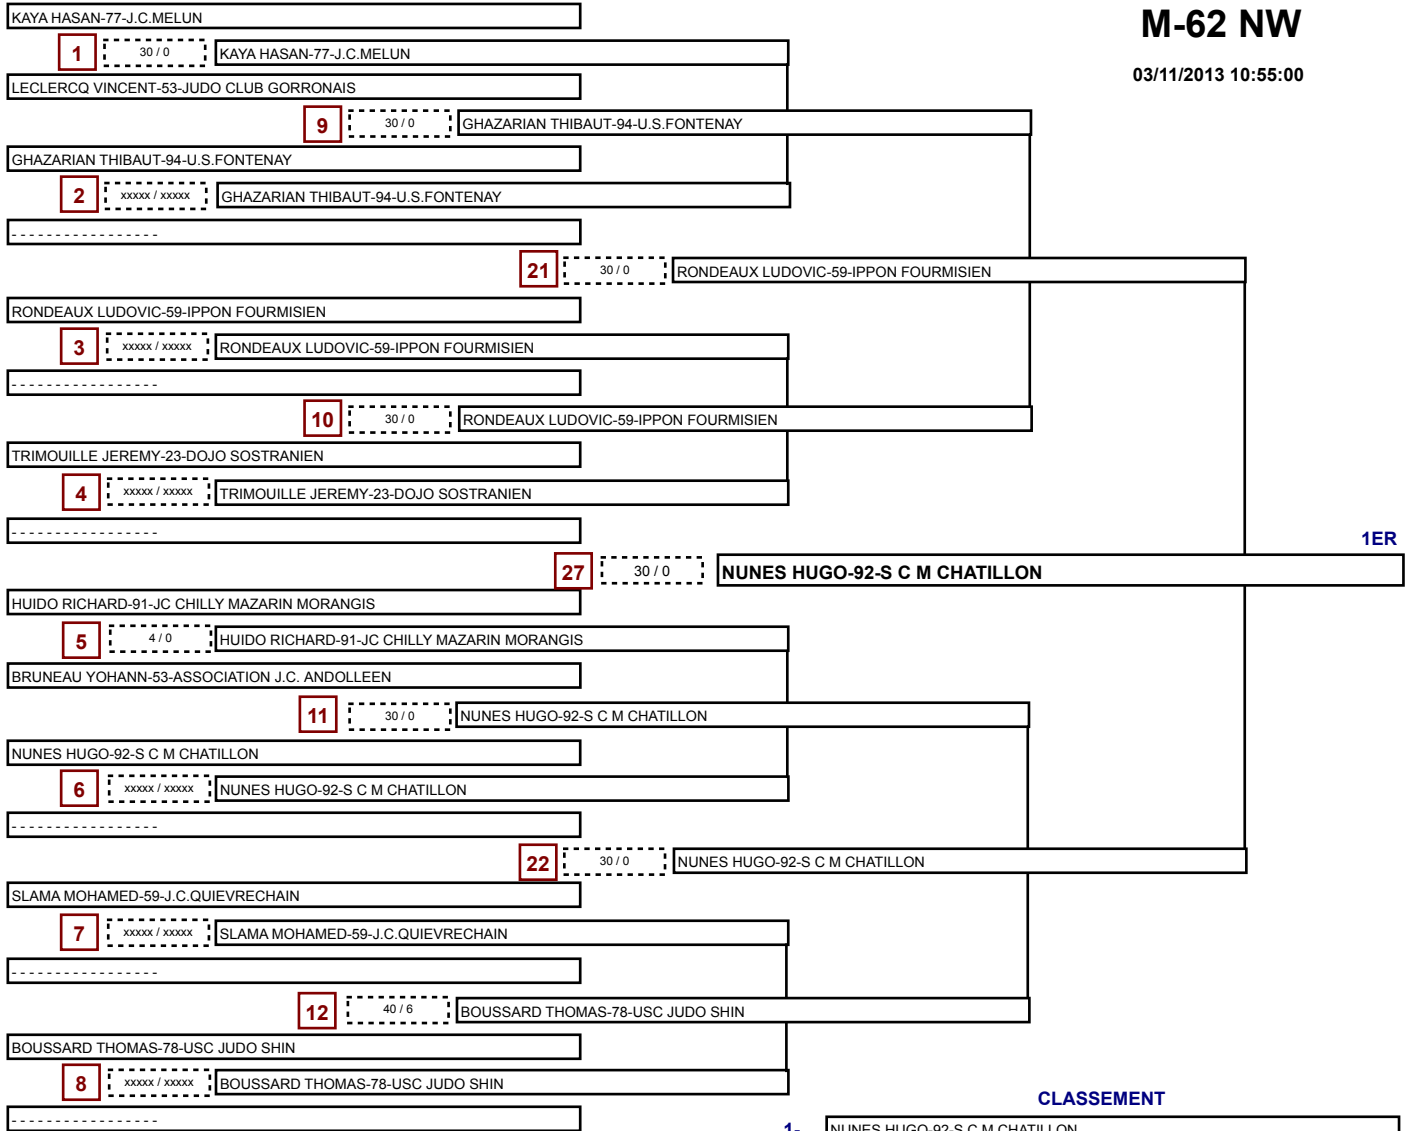 KAYA HASAN-77-J.C.MELUN
M-62 NW
1 30 / 0 KAYA HASAN-77-J.C.MELUN
03/11/2013 10:55:00
LECLERCQ VINCENT-53-JUDO CLUB GORRONAIS
9 30 / 0 GHAZARIAN THIBAUT-94-U.S.FONTENAY
GHAZARIAN THIBAUT-94-U.S.FONTENAY
2 xxxxx / xxxxx GHAZARIAN THIBAUT-94-U.S.FONTENAY
- - - - - - - - - - - - - - - - -
21 30 / 0 RONDEAUX LUDOVIC-59-IPPON FOURMISIEN
RONDEAUX LUDOVIC-59-IPPON FOURMISIEN
3 xxxxx / xxxxx RONDEAUX LUDOVIC-59-IPPON FOURMISIEN
- - - - - - - - - - - - - - - - -
10 30 / 0 RONDEAUX LUDOVIC-59-IPPON FOURMISIEN
TRIMOUILLE JEREMY-23-DOJO SOSTRANIEN
4 xxxxx / xxxxx TRIMOUILLE JEREMY-23-DOJO SOSTRANIEN
- - - - - - - - - - - - - - - - -
1ER
27 30 / 0 NUNES HUGO-92-S C M CHATILLON
HUIDO RICHARD-91-JC CHILLY MAZARIN MORANGIS
5 4 / 0 HUIDO RICHARD-91-JC CHILLY MAZARIN MORANGIS
BRUNEAU YOHANN-53-ASSOCIATION J.C. ANDOLLEEN
11 30 / 0 NUNES HUGO-92-S C M CHATILLON
NUNES HUGO-92-S C M CHATILLON
6 xxxxx / xxxxx NUNES HUGO-92-S C M CHATILLON
- - - - - - - - - - - - - - - - -
22 30 / 0 NUNES HUGO-92-S C M CHATILLON
SLAMA MOHAMED-59-J.C.QUIEVRECHAIN
7 xxxxx / xxxxx SLAMA MOHAMED-59-J.C.QUIEVRECHAIN
- - - - - - - - - - - - - - - - -
12 40 / 6 BOUSSARD THOMAS-78-USC JUDO SHIN
BOUSSARD THOMAS-78-USC JUDO SHIN
8 xxxxx / xxxxx BOUSSARD THOMAS-78-USC JUDO SHIN
CLASSEMENT
- - - - - - - - - - - - - - - - -
1- NUNES HUGO-92-S C M CHATILLON